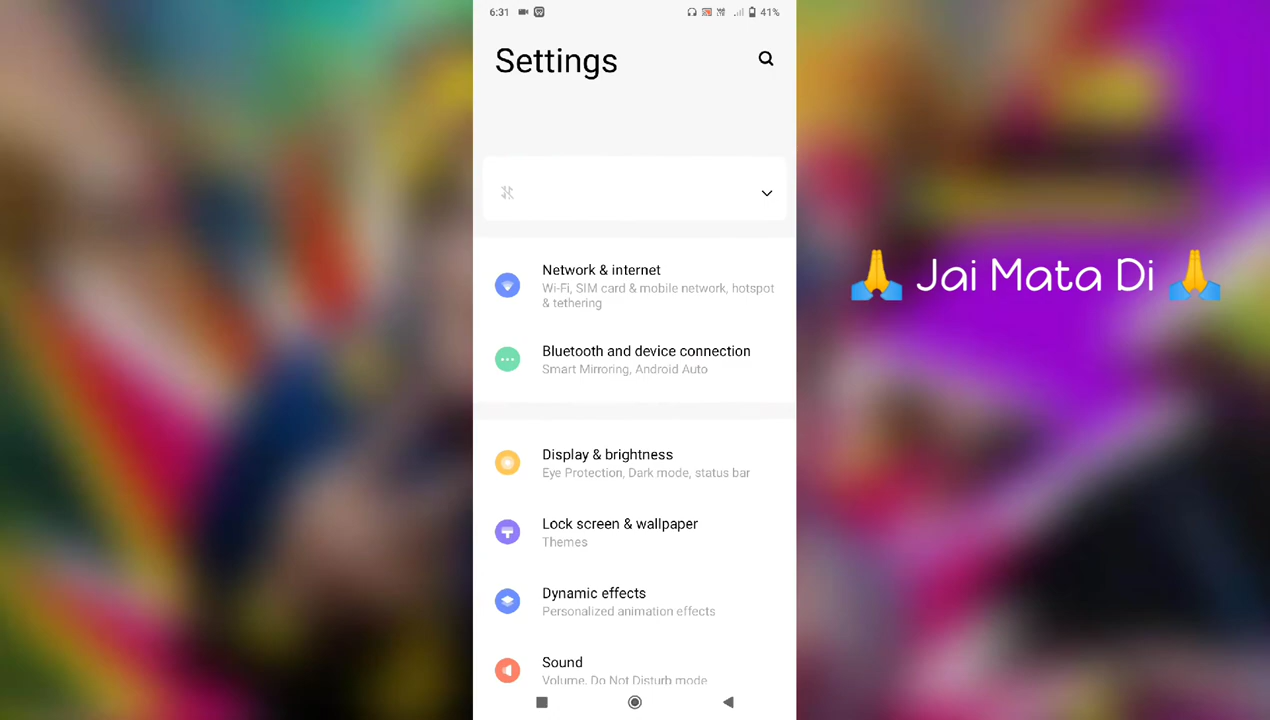 6:31
41%
Settings
Network & internet
Wi-Fi, SIM card & mobile network, hotspot
& tethering
Bluetooth and device connection
Smart Mirroring, Android Auto
🙏 Jai Mata Di 🙏
Display & brightness
Eye Protection, Dark mode, status bar
Lock screen & wallpaper
Themes
Dynamic effects
Personalized animation effects
Sound
Volume, Do Not Disturb mode